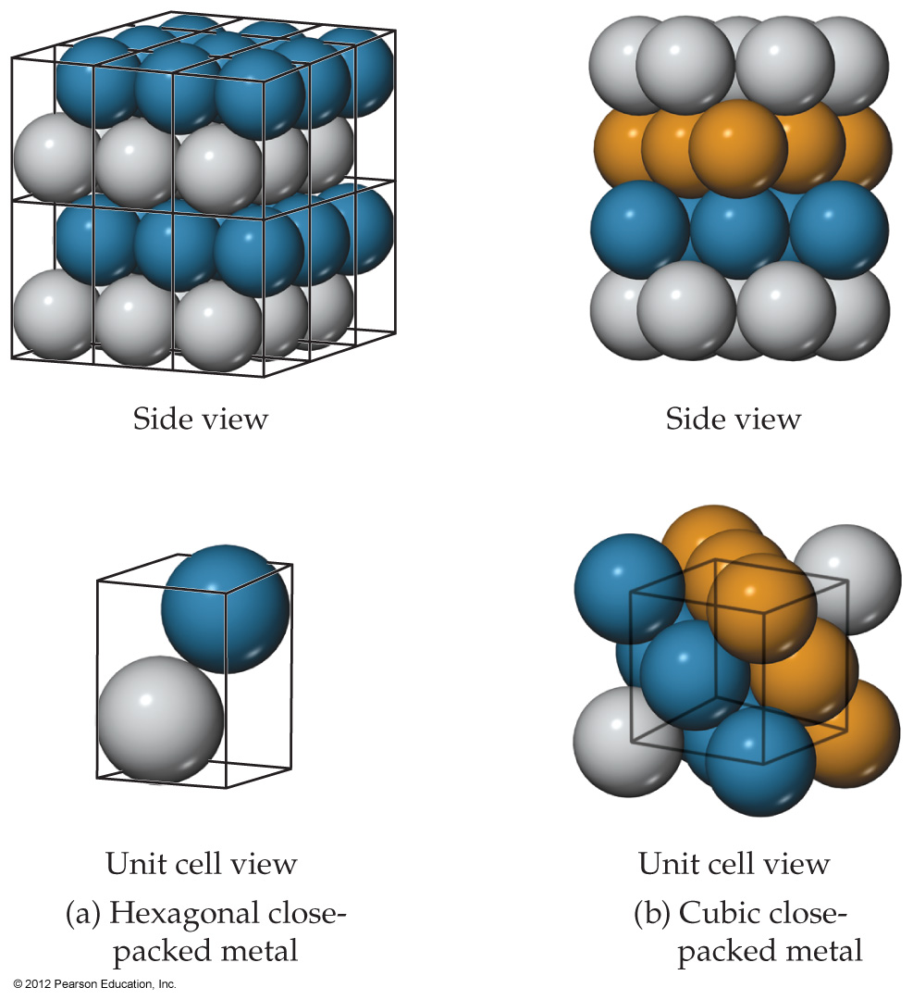 Side view
Side view
Unit cell view
(a) Hexagonal close-
packed metal
Unit cell view
(b) Cubic close-
packed metal
© 2012 Pearson Education, Inc.